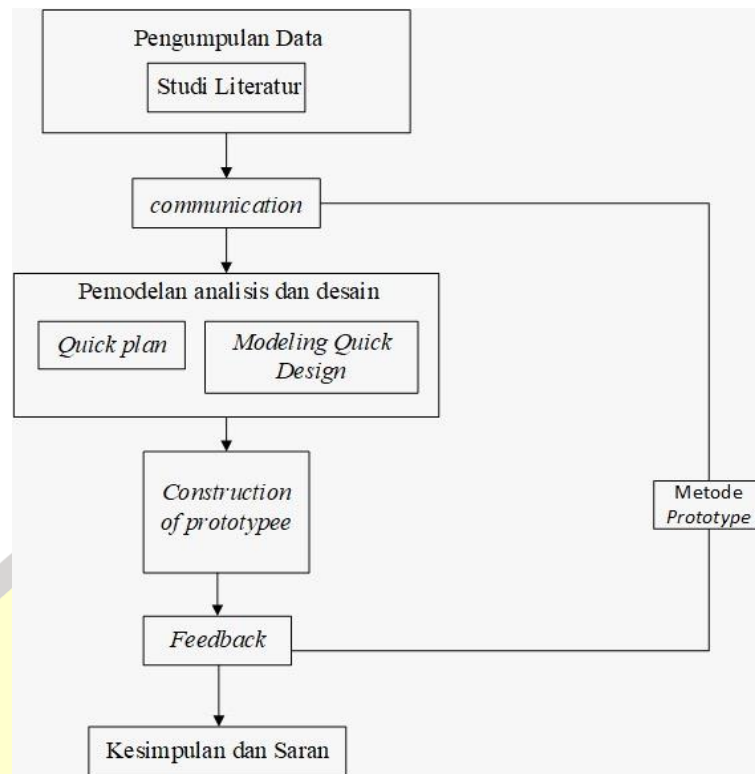 Pengumpulan Data
Studi Literatur
communication
Pemodelan analisis dan desain
Quick plan
Modeling Quick
Design
Construction
of prototypee
Metode
Prototype
Feedback
Kesimpulan dan Saran